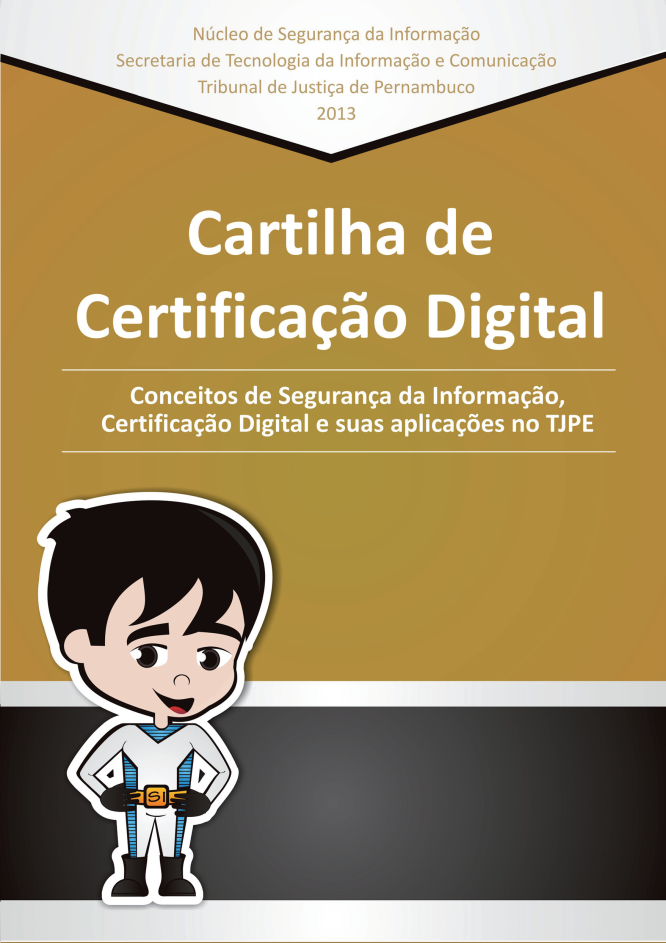 Núcleo de Segurança da Informação
Secretaria de Tecnologia da Informação e Comunicação
Tribunal de Justiça de Pernambuco
2013
Cartilha de
Certificação Digital
Conceitos de Segurança da Informação,
Certificação Digital e suas aplicações no TJPE
SI